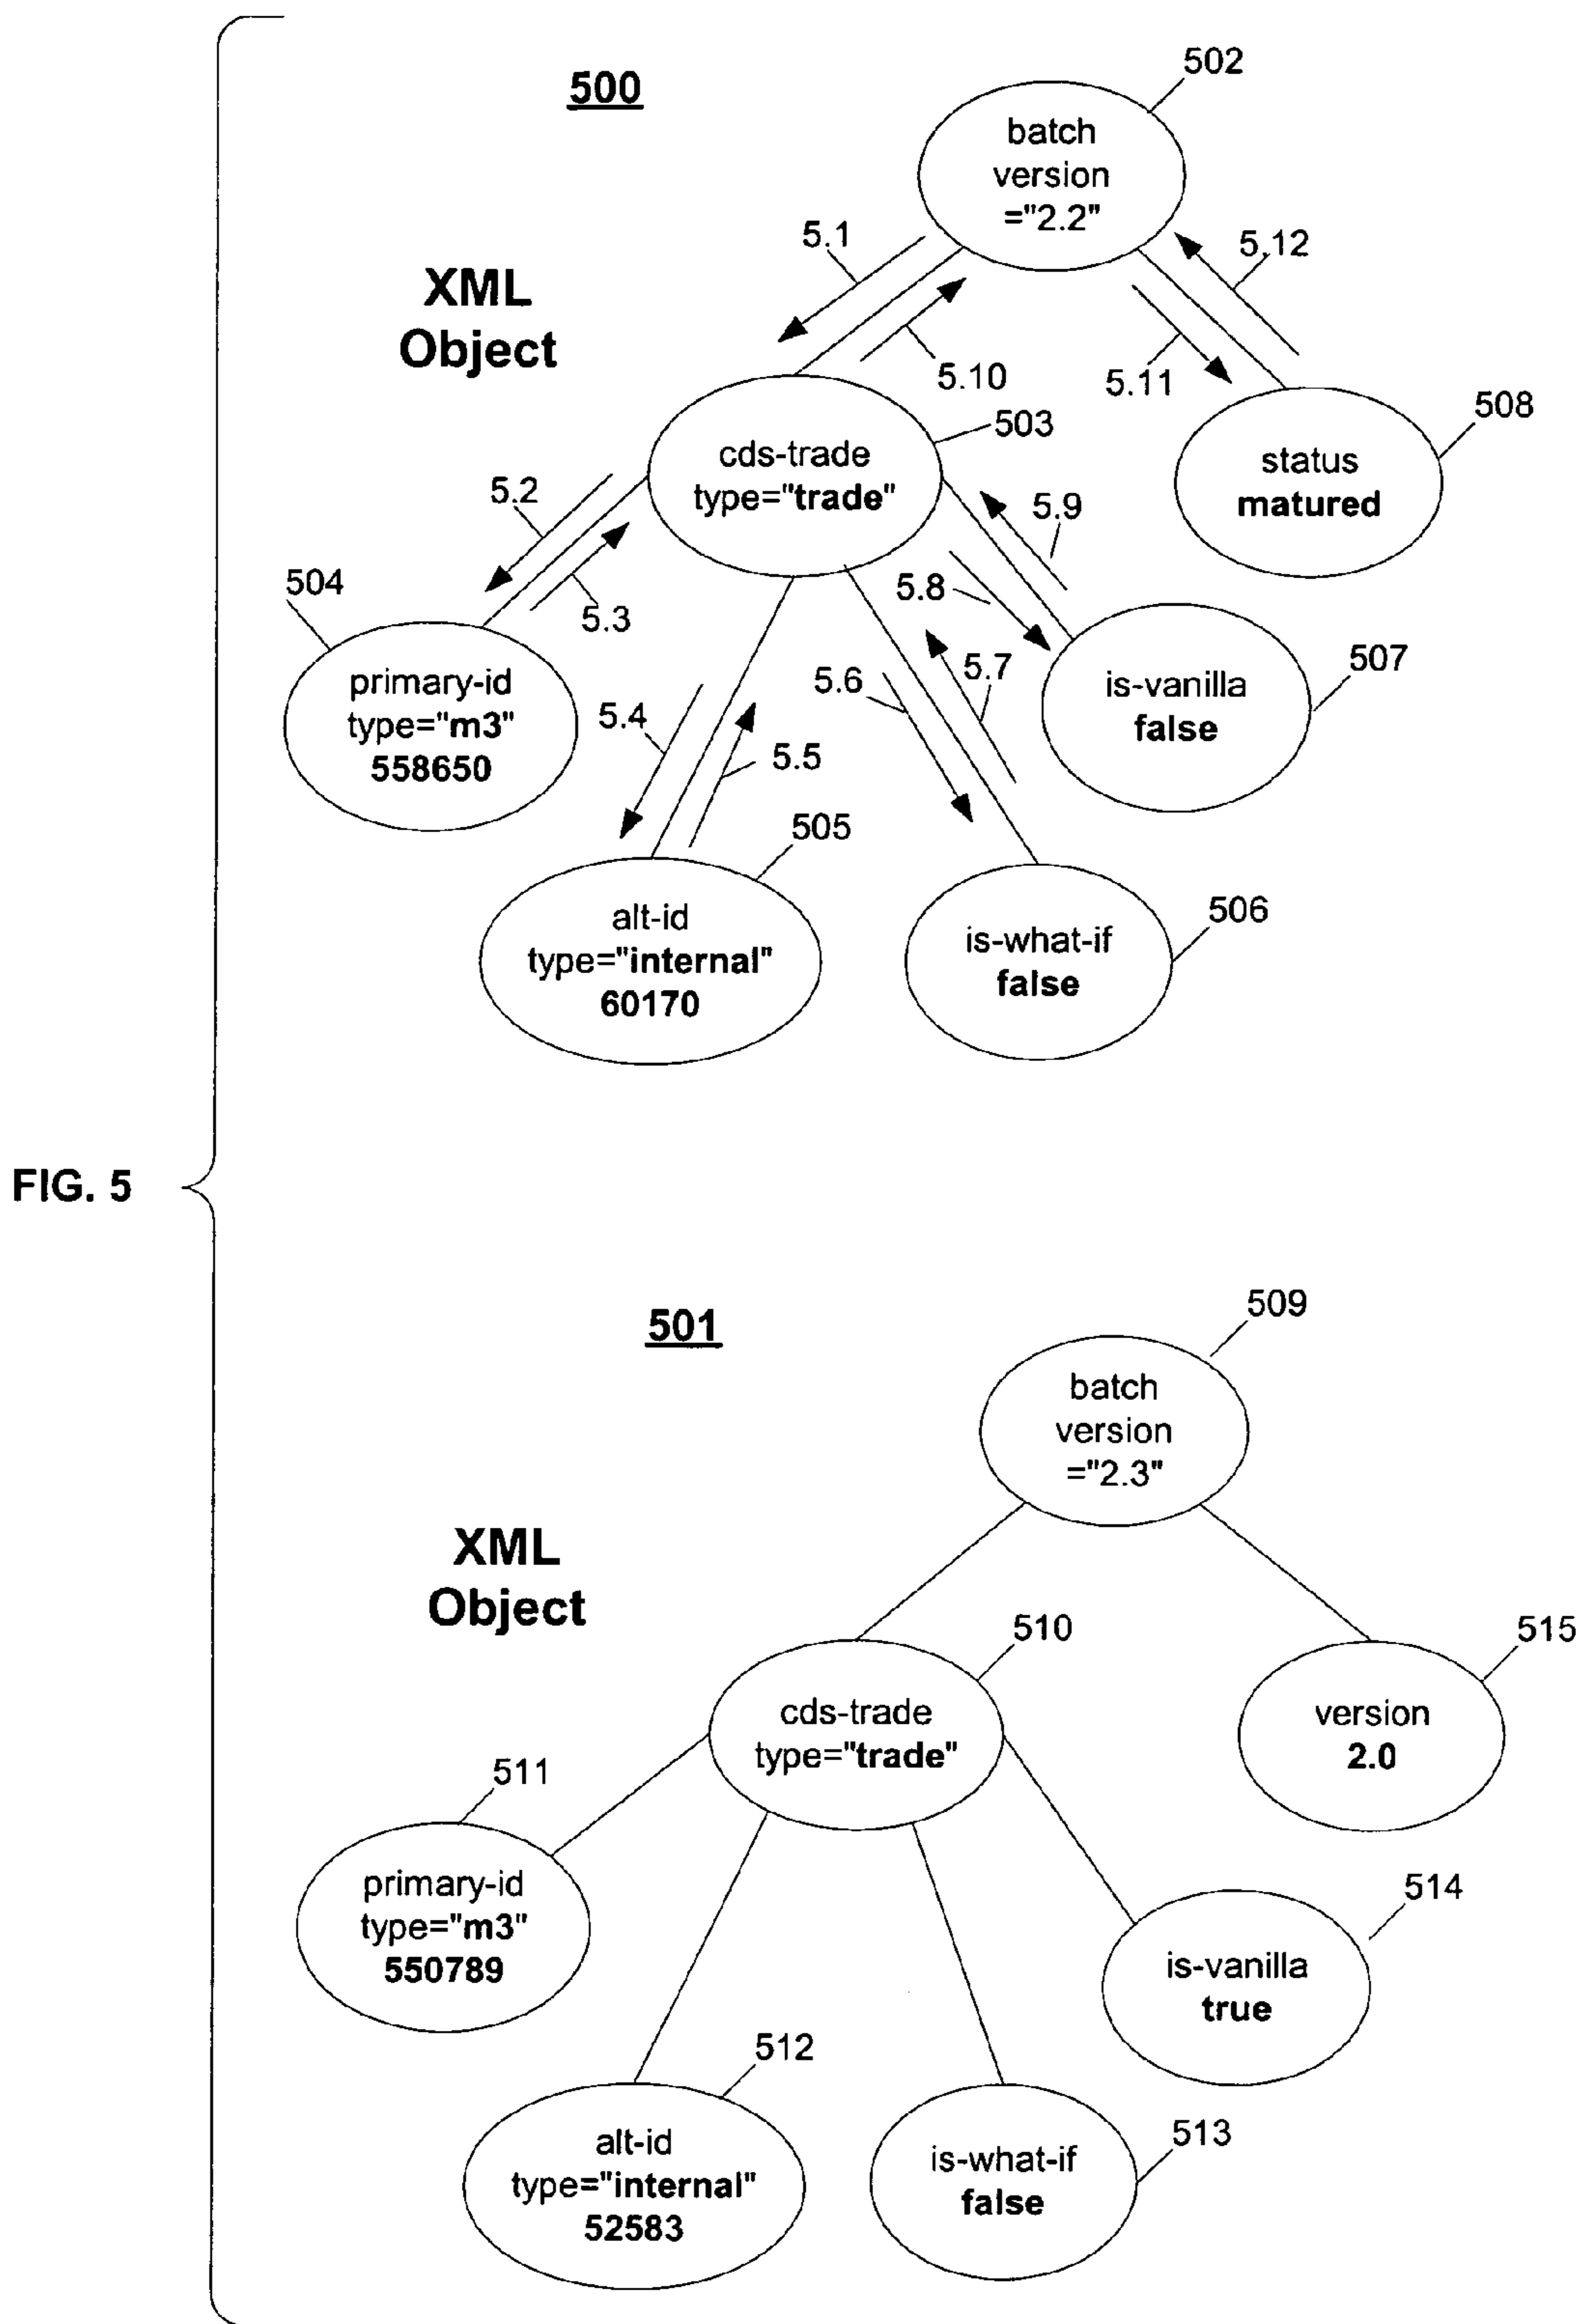 502
500
batch
version
="2.2"
5.1
5.12
XML
Object
5.10
5.11
503
508
cds-trade
type="trade"
status
matured
5.2
5.9
504
5.3
5.8
primary-id
type="m3"
558650
5.4
5.5
5.6
5.7
507
is-vanilla
false
505
506
alt-id
type="internal"
60170
is-what-if
false
FIG. 5
501
509
batch
version
="2.3"
XML
Object
510
515
cds-trade
type="trade"
version
2.0
511
514
primary-id
type="m3"
550789
is-vanilla
true
512
513
alt-id
type="internal"
52583
is-what-if
false